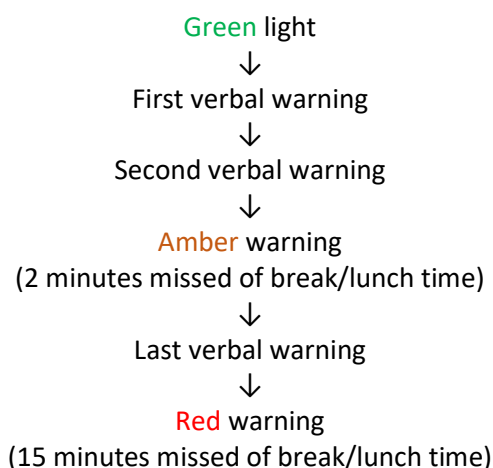 Green light
↓
First verbal warning
↓
Second verbal warning
↓
Amber warning
(2 minutes missed of break/lunch time)
↓
Last verbal warning
↓
Red warning
(15 minutes missed of break/lunch time)